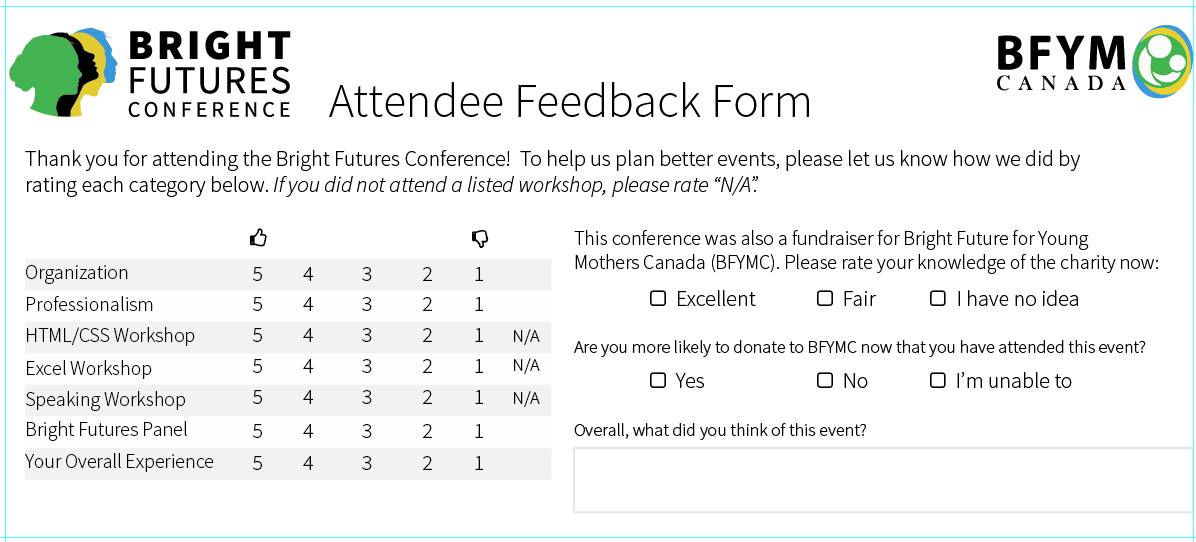 BRIGHT
FUTURES
CONFERENCE
Attendee Feedback Form
BFYM
CANADA
Thank you for attending the Bright Futures Conference!  To help us plan better events, please let us know how we did by
rating each category below. If you did not attend a listed workshop, please rate “N/A”.
Organization 5 4 3 2 1
Professionalism 5 4 3 2 1
HTML/CSS Workshop 5 4 3 2 1 N/A
Excel Workshop 5 4 3 2 1 N/A
Speaking Workshop 5 4 3 2 1 N/A
Bright Futures Panel 5 4 3 2 1
Your Overall Experience 5 4 3 2 1
This conference was also a fundraiser for Bright Future for Young
Mothers Canada (BFYMC). Please rate your knowledge of the charity now:
Excellent Fair I have no idea
Are you more likely to donate to BFYMC now that you have attended this event?
Yes No I’m unable to
Overall, what did you think of this event?